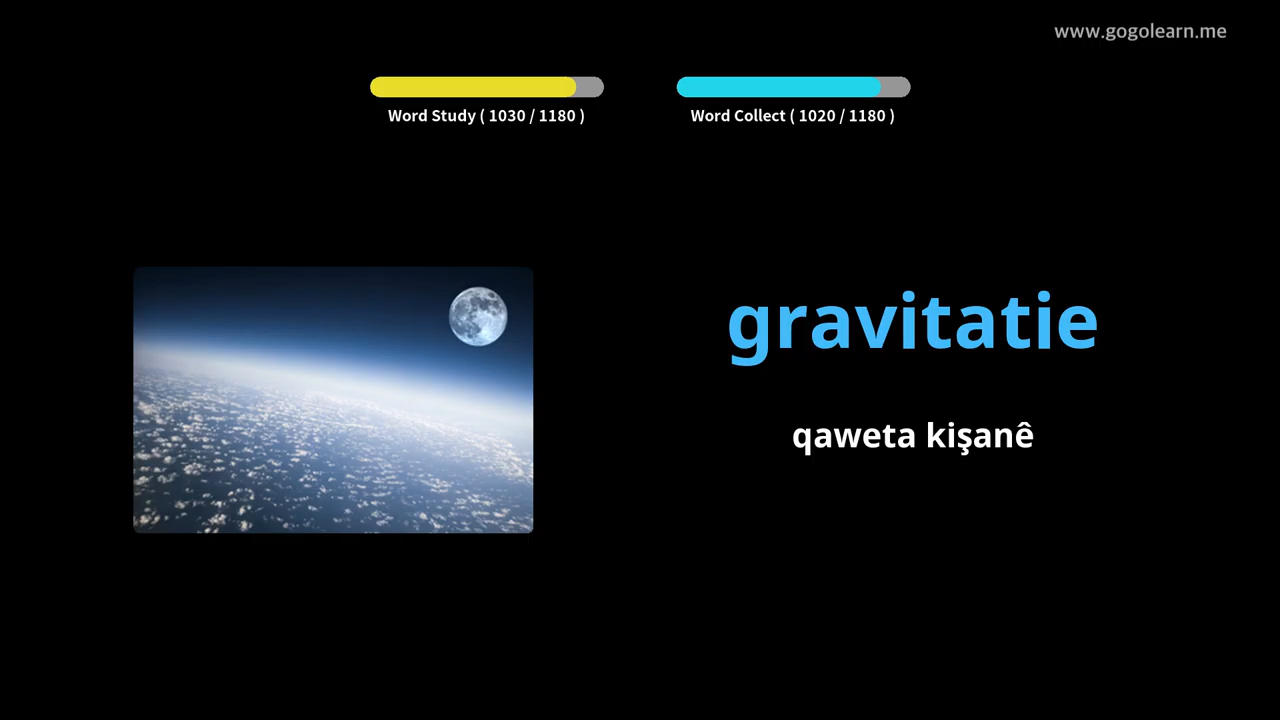 www.gogolearn.me
Word Study ( 1030 / 1180 )
Word Collect ( 1020 / 1180 )
gravitatie
qaweta kişanê